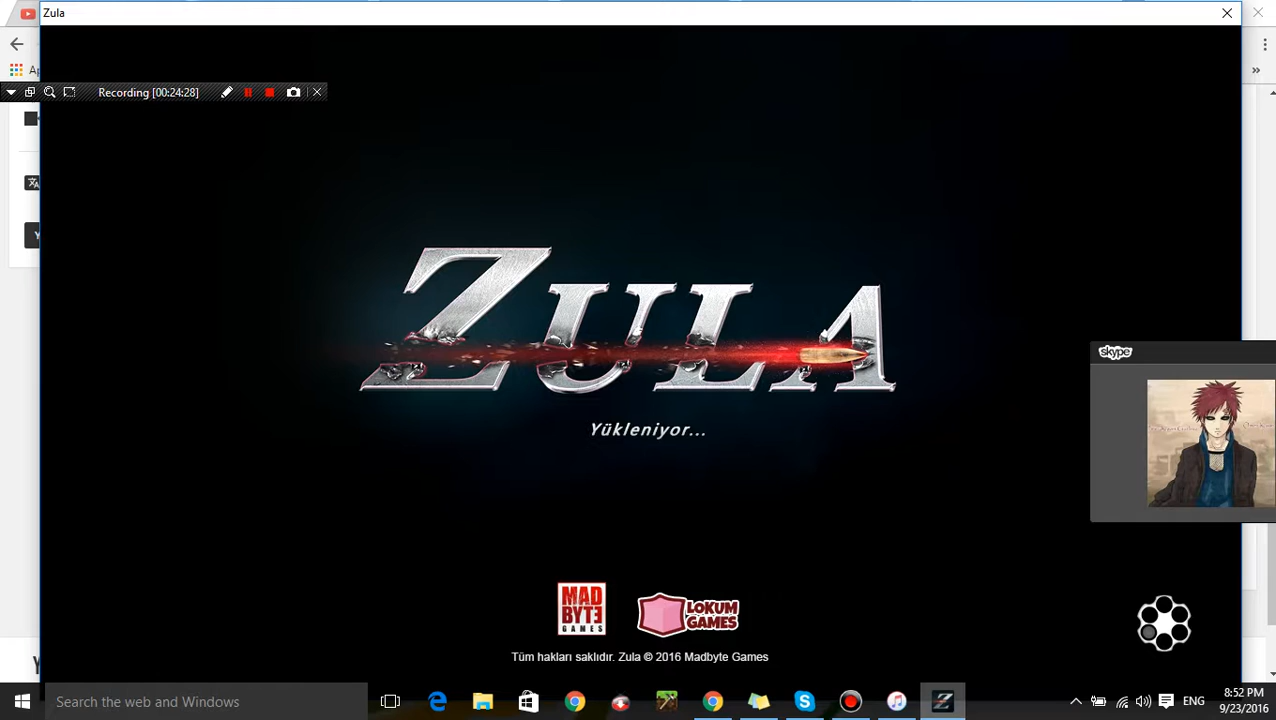 Zula
Recording [00:24:28]
ZULA
Yükleniyor...
skype
MAD
BYTE
GAMES
LOKUM
GAMES
Tüm hakları saklıdır. Zula © 2016 Madbyte Games
Search the web and Windows
ENG
8:52 PM
9/23/2016